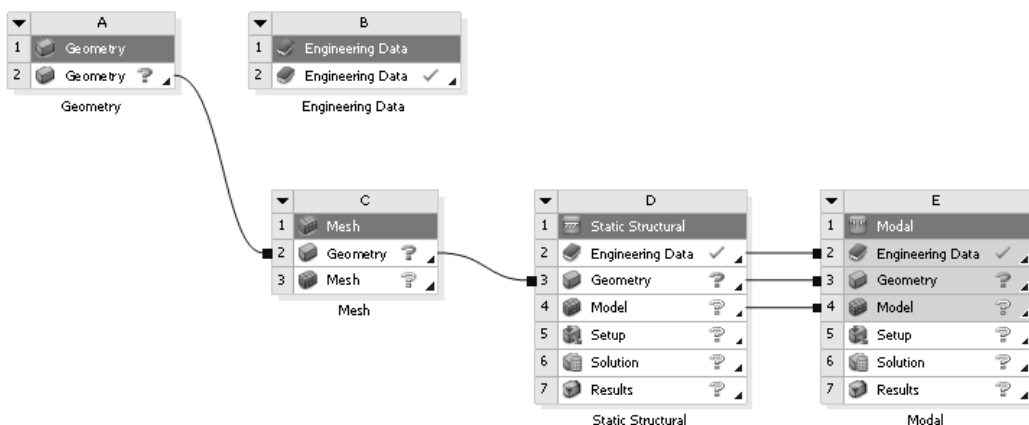 A
1 Geometry
2 Geometry ?
Geometry
B
1 Engineering Data
2 Engineering Data ✓
Engineering Data
C
1 Mesh
2 Geometry ?
3 Mesh ?
Mesh
D
1 Static Structural
2 Engineering Data ✓
3 Geometry ?
4 Model ?
5 Setup ?
6 Solution ?
7 Results ?
Static Structural
E
1 Modal
2 Engineering Data ✓
3 Geometry ?
4 Model ?
5 Setup ?
6 Solution ?
7 Results ?
Modal